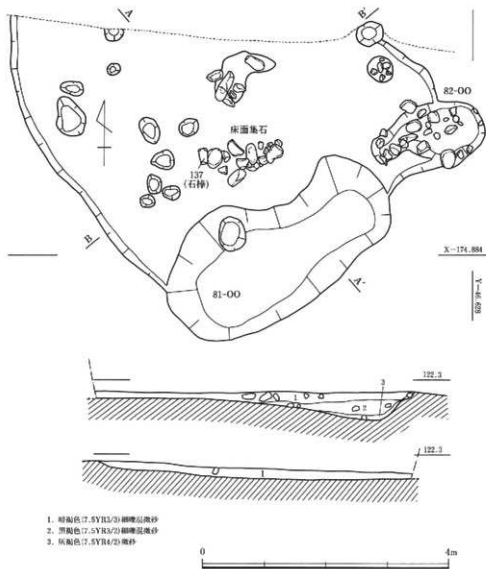 A
B'
82-OO
床面集石
137
(石棒)
B
X-174.884
81-OO
A'
3
122.3
1
2
122.3
1
1. 暗褐色(7.5YR3/3)細礫混微砂
2. 黒褐色(7.5YR3/2)細礫混微砂
3. 灰褐色(7.5YR4/2)微砂
0
4m